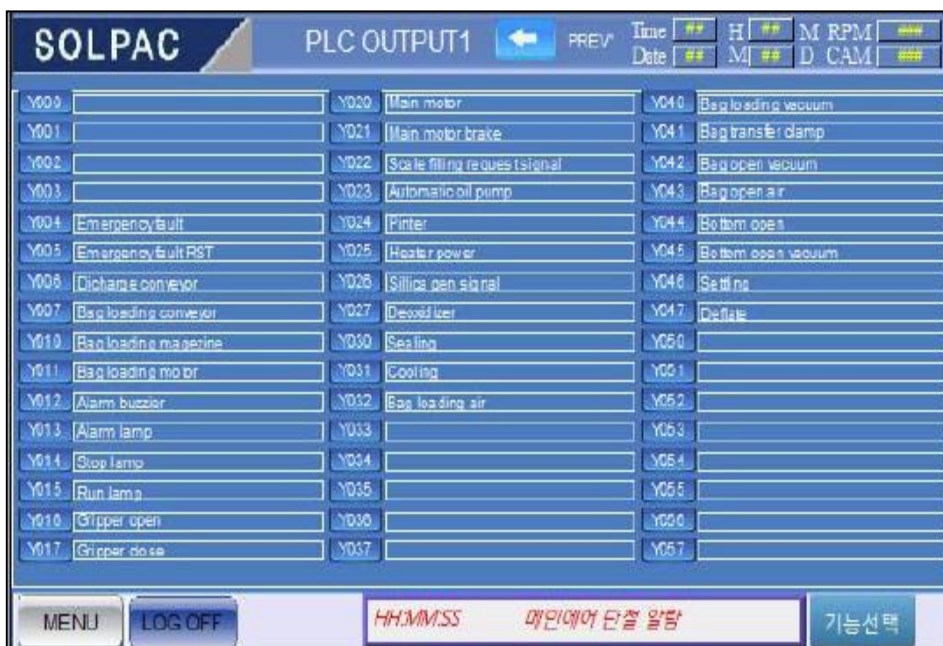 SOLPAC
PLC OUTPUT1
PREV'
Time ## H ## M RPM ###
Date ## M ## D CAM ###
Y000
Y001
Y002
Y003
Y004 Emergency fault
Y005 Emergency fault RST
Y006 Dicharge conveyor
Y007 Bag loading conveyor
Y010 Bag loading magezine
Y011 Bag loading motor
Y012 Alarm buzzier
Y013 Alarm lamp
Y014 Stop lamp
Y015 Run lamp
Y016 Gripper open
Y017 Gripper close
Y020 Main motor
Y021 Main motor brake
Y022 Scale filling request signal
Y023 Automatic oil pump
Y024 Pinter
Y025 Heater power
Y026 Sillica gen signal
Y027 Deoxidizer
Y030 Sealing
Y031 Cooling
Y032 Bag loading air
Y033
Y034
Y035
Y036
Y037
Y040 Bag loading vacuum
Y041 Bag transfer clamp
Y042 Bag open vacuum
Y043 Bag open air
Y044 Bottom open
Y045 Bottom open vacuum
Y046 Settling
Y047 Deflate
Y050
Y051
Y052
Y053
Y054
Y055
Y056
Y057
MENU
LOG OFF
HH:MM:SS 메인에어 단절 알람
기능선택